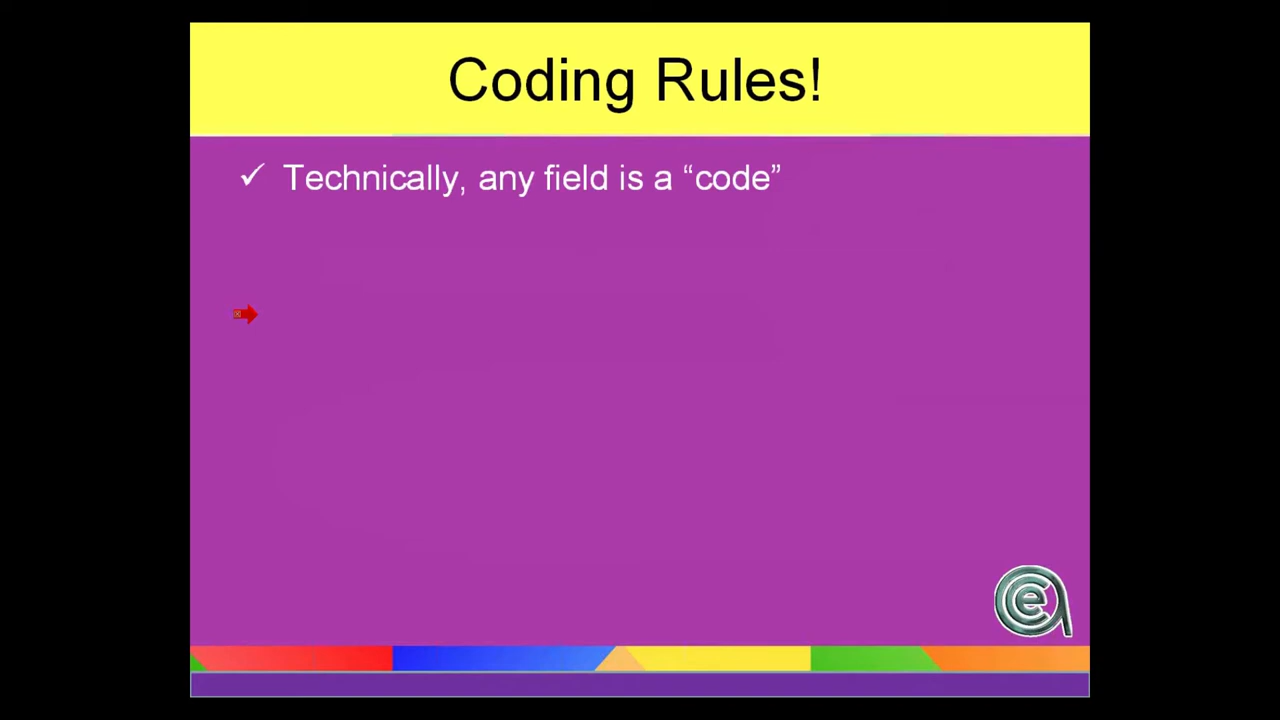 Coding Rules!
✓ Technically, any field is a “code”